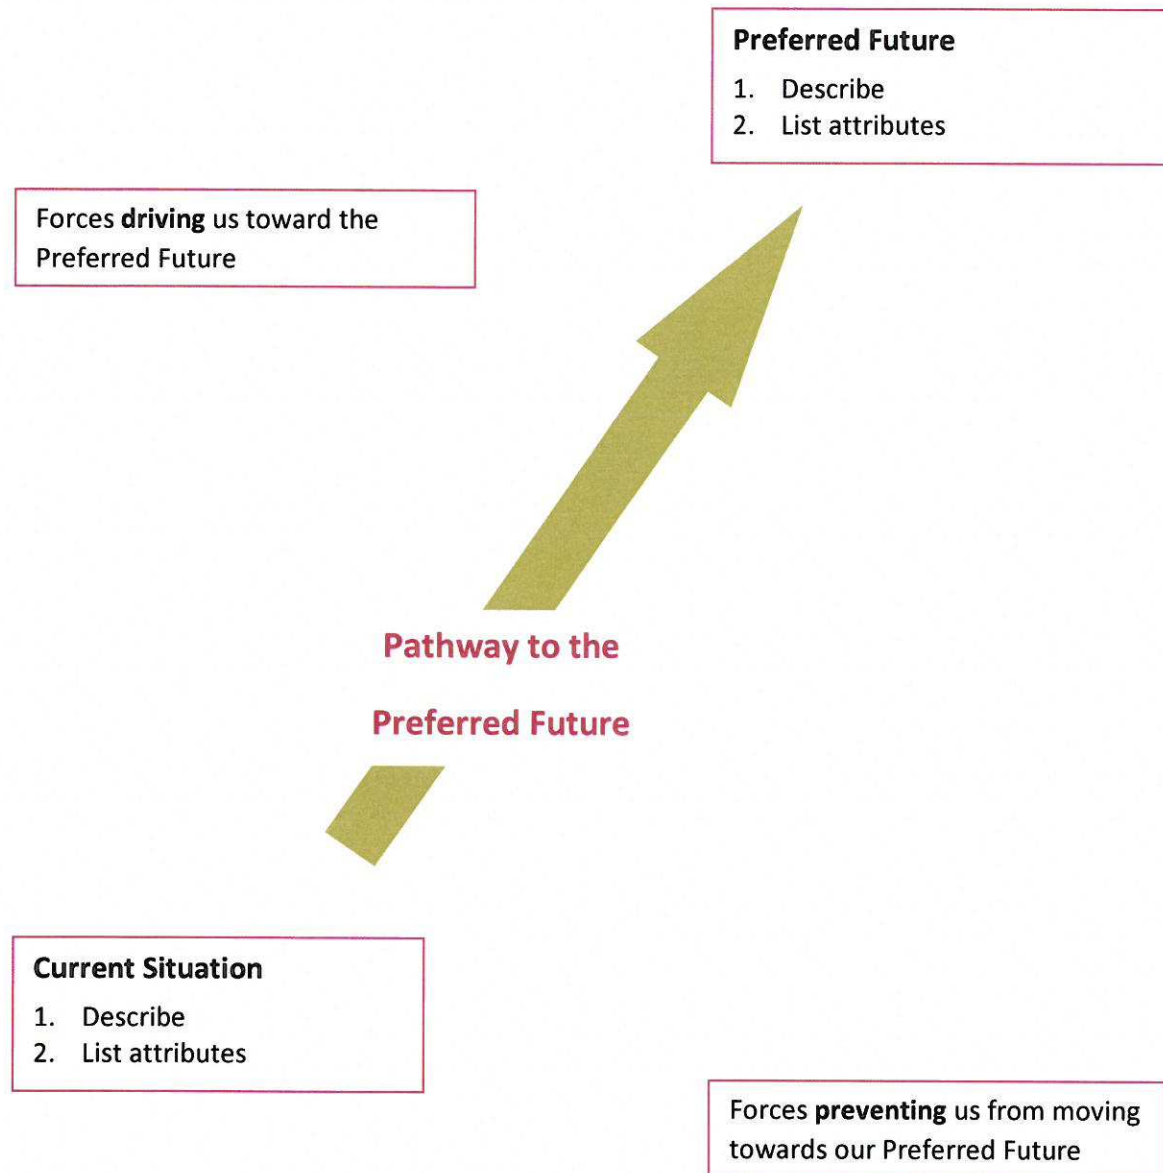 Preferred Future
1. Describe
2. List attributes
Forces driving us toward the
Preferred Future
Pathway to the
Preferred Future
Current Situation
1. Describe
2. List attributes
Forces preventing us from moving
towards our Preferred Future